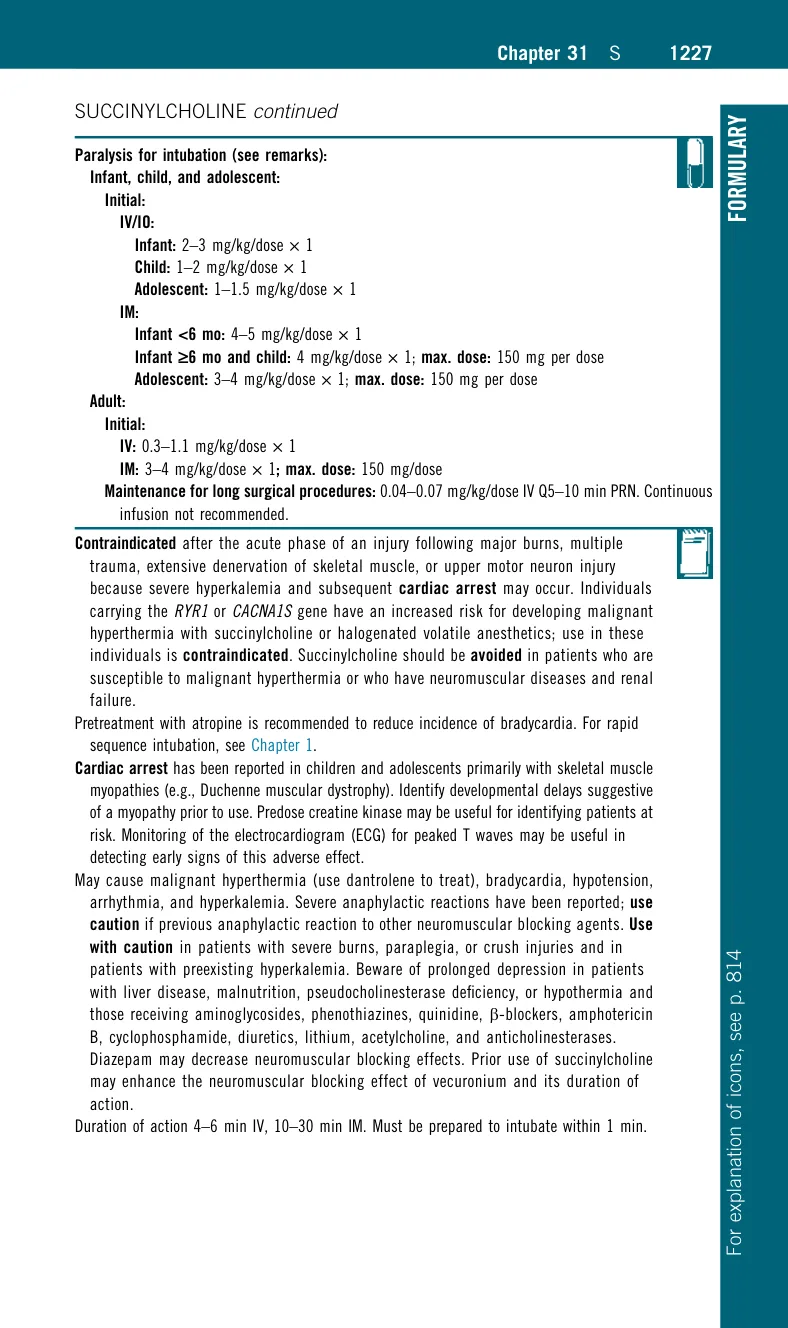 Chapter 31 S 1227
SUCCINYLCHOLINE continued
Paralysis for intubation (see remarks):
Infant, child, and adolescent:
Initial:
IV/IO:
Infant: 2–3 mg/kg/dose × 1
Child: 1–2 mg/kg/dose × 1
Adolescent: 1–1.5 mg/kg/dose × 1
IM:
Infant <6 mo: 4–5 mg/kg/dose × 1
Infant ≥6 mo and child: 4 mg/kg/dose × 1; max. dose: 150 mg per dose
Adolescent: 3–4 mg/kg/dose × 1; max. dose: 150 mg per dose
Adult:
Initial:
IV: 0.3–1.1 mg/kg/dose × 1
IM: 3–4 mg/kg/dose × 1; max. dose: 150 mg/dose
Maintenance for long surgical procedures: 0.04–0.07 mg/kg/dose IV Q5–10 min PRN. Continuous
infusion not recommended.
Contraindicated after the acute phase of an injury following major burns, multiple
trauma, extensive denervation of skeletal muscle, or upper motor neuron injury
because severe hyperkalemia and subsequent cardiac arrest may occur. Individuals
carrying the RYR1 or CACNA1S gene have an increased risk for developing malignant
hyperthermia with succinylcholine or halogenated volatile anesthetics; use in these
individuals is contraindicated. Succinylcholine should be avoided in patients who are
susceptible to malignant hyperthermia or who have neuromuscular diseases and renal
failure.
Pretreatment with atropine is recommended to reduce incidence of bradycardia. For rapid
sequence intubation, see Chapter 1.
Cardiac arrest has been reported in children and adolescents primarily with skeletal muscle
myopathies (e.g., Duchenne muscular dystrophy). Identify developmental delays suggestive
of a myopathy prior to use. Predose creatine kinase may be useful for identifying patients at
risk. Monitoring of the electrocardiogram (ECG) for peaked T waves may be useful in
detecting early signs of this adverse effect.
May cause malignant hyperthermia (use dantrolene to treat), bradycardia, hypotension,
arrhythmia, and hyperkalemia. Severe anaphylactic reactions have been reported; use
caution if previous anaphylactic reaction to other neuromuscular blocking agents. Use
with caution in patients with severe burns, paraplegia, or crush injuries and in
patients with preexisting hyperkalemia. Beware of prolonged depression in patients
with liver disease, malnutrition, pseudocholinesterase deficiency, or hypothermia and
those receiving aminoglycosides, phenothiazines, quinidine, β-blockers, amphotericin
B, cyclophosphamide, diuretics, lithium, acetylcholine, and anticholinesterases.
Diazepam may decrease neuromuscular blocking effects. Prior use of succinylcholine
may enhance the neuromuscular blocking effect of vecuronium and its duration of
action.
Duration of action 4–6 min IV, 10–30 min IM. Must be prepared to intubate within 1 min.
FORMULARY
For explanation of icons, see p. 814